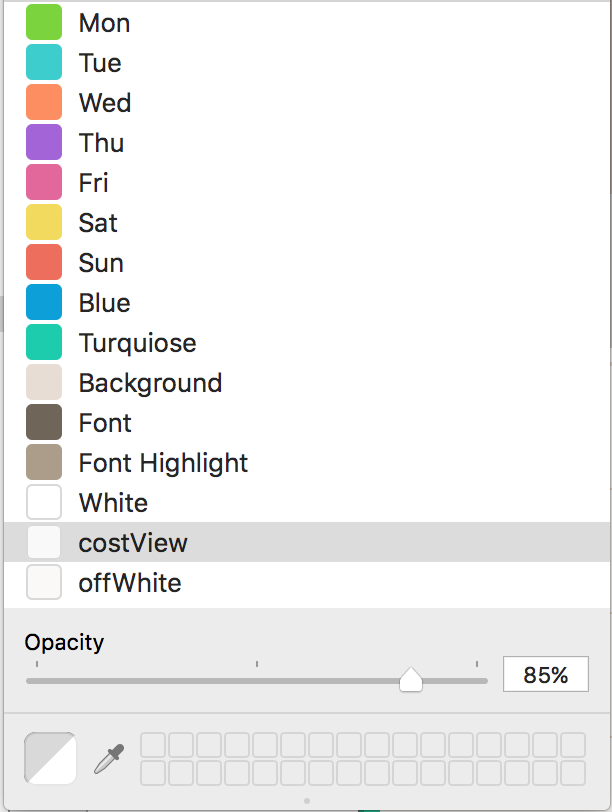 Mon
Tue
Wed
Thu
Fri
Sat
Sun
Blue
Turquiose
Background
Font
Font Highlight
White
costView
offWhite
Opacity
85%